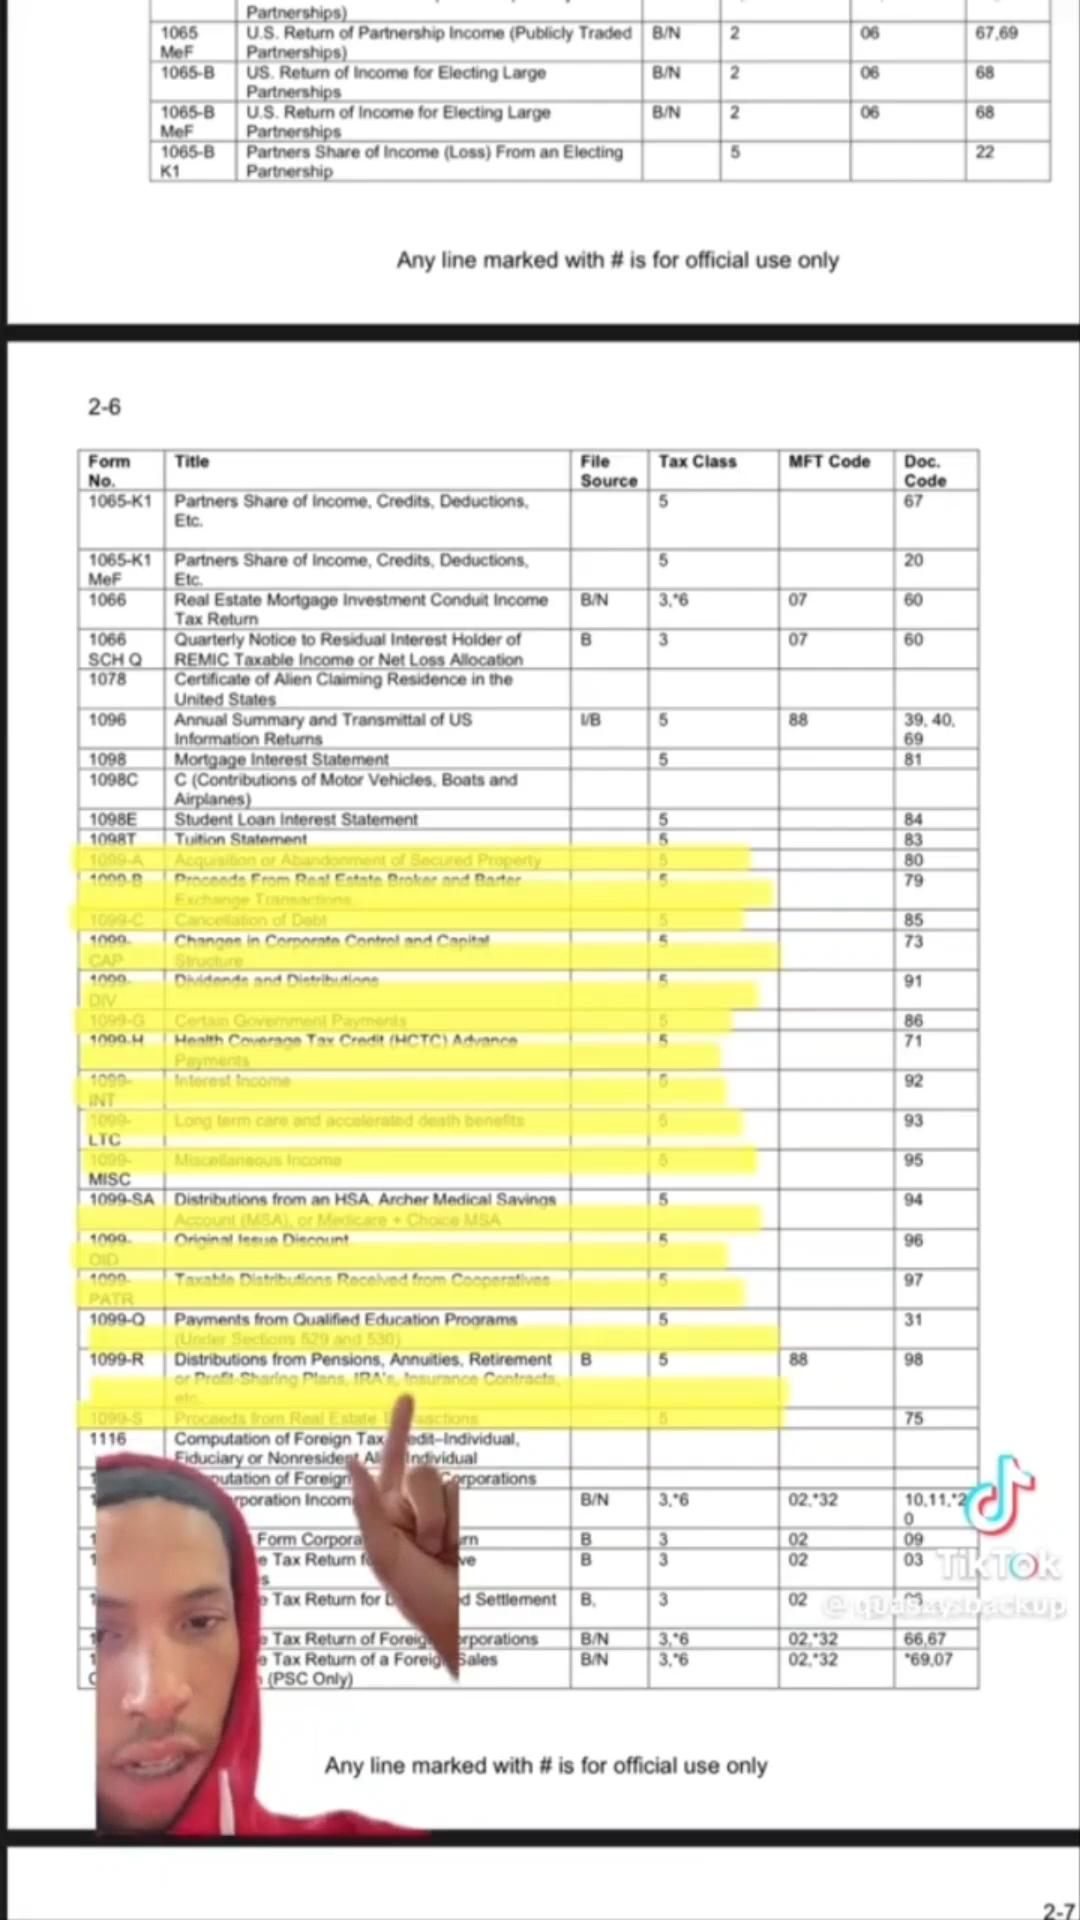 Partnerships)
1065 MeF U.S. Return of Partnership Income (Publicly Traded Partnerships) B/N 2 06 67,69
1065-B US. Return of Income for Electing Large Partnerships B/N 2 06 68
1065-B MeF U.S. Return of Income for Electing Large Partnerships B/N 2 06 68
1065-B K1 Partners Share of Income (Loss) From an Electing Partnership 5 22
Any line marked with # is for official use only
2-6
Form No. Title File Source Tax Class MFT Code Doc. Code
1065-K1 Partners Share of Income, Credits, Deductions, Etc. 5 67
1065-K1 MeF Partners Share of Income, Credits, Deductions, Etc. 5 20
1066 Real Estate Mortgage Investment Conduit Income Tax Return B/N 3,*6 07 60
1066 SCH Q Quarterly Notice to Residual Interest Holder of REMIC Taxable Income or Net Loss Allocation B 3 07 60
1078 Certificate of Alien Claiming Residence in the United States
1096 Annual Summary and Transmittal of US Information Returns I/B 5 88 39, 40, 69
1098 Mortgage Interest Statement 5 81
1098C C (Contributions of Motor Vehicles, Boats and Airplanes)
1098E Student Loan Interest Statement 5 84
1098T Tuition Statement 5 83
1099-A Acquisition or Abandonment of Secured Property 5 80
1099-B Proceeds From Real Estate Broker and Barter Exchange Transactions 5 79
1099-C Cancellation of Debt 5 85
1099-CAP Changes in Corporate Control and Capital Structure 5 73
1099-DIV Dividends and Distributions 5 91
1099-G Certain Government Payments 5 86
1099-H Health Coverage Tax Credit (HCTC) Advance Payments 5 71
1099-INT Interest Income 5 92
1099-LTC Long term care and accelerated death benefits 5 93
1099-MISC Miscellaneous Income 5 95
1099-SA Distributions from an HSA, Archer Medical Savings Account (MSA), or Medicare + Choice MSA 5 94
1099-OID Original Issue Discount 5 96
1099-PATR Taxable Distributions Received from Cooperatives 5 97
1099-Q Payments from Qualified Education Programs (Under Sections 529 and 530) 5 31
1099-R Distributions from Pensions, Annuities, Retirement or Profit-Sharing Plans, IRA's, Insurance Contracts, etc. B 5 88 98
1099-S Proceeds from Real Estate 5 75
1116 Computation of Foreign Tax Fiduciary or Nonresident Individual
of Foreign Corporations
Income B/N 3,*6 02,*32 10,11,*20
Form B 3 02 09
Tax Return B 3 02 03
Tax Return for Settlement B, 3 02
Tax Return of B/N 3,*6 02,*32 66,67
Tax Return of a Sales (PSC Only) B/N 3,*6 02,*32 *69,07
Any line marked with # is for official use only
2-7
TikTok
@quaszysbackup